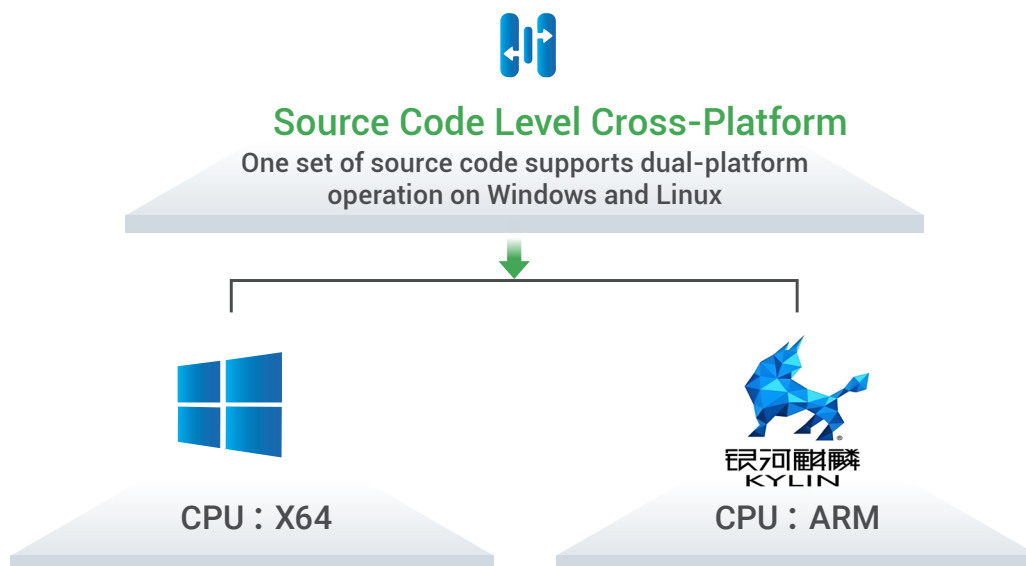 Source Code Level Cross-Platform
One set of source code supports dual-platform
operation on Windows and Linux
银河麒麟
KYLIN
CPU：X64
CPU：ARM